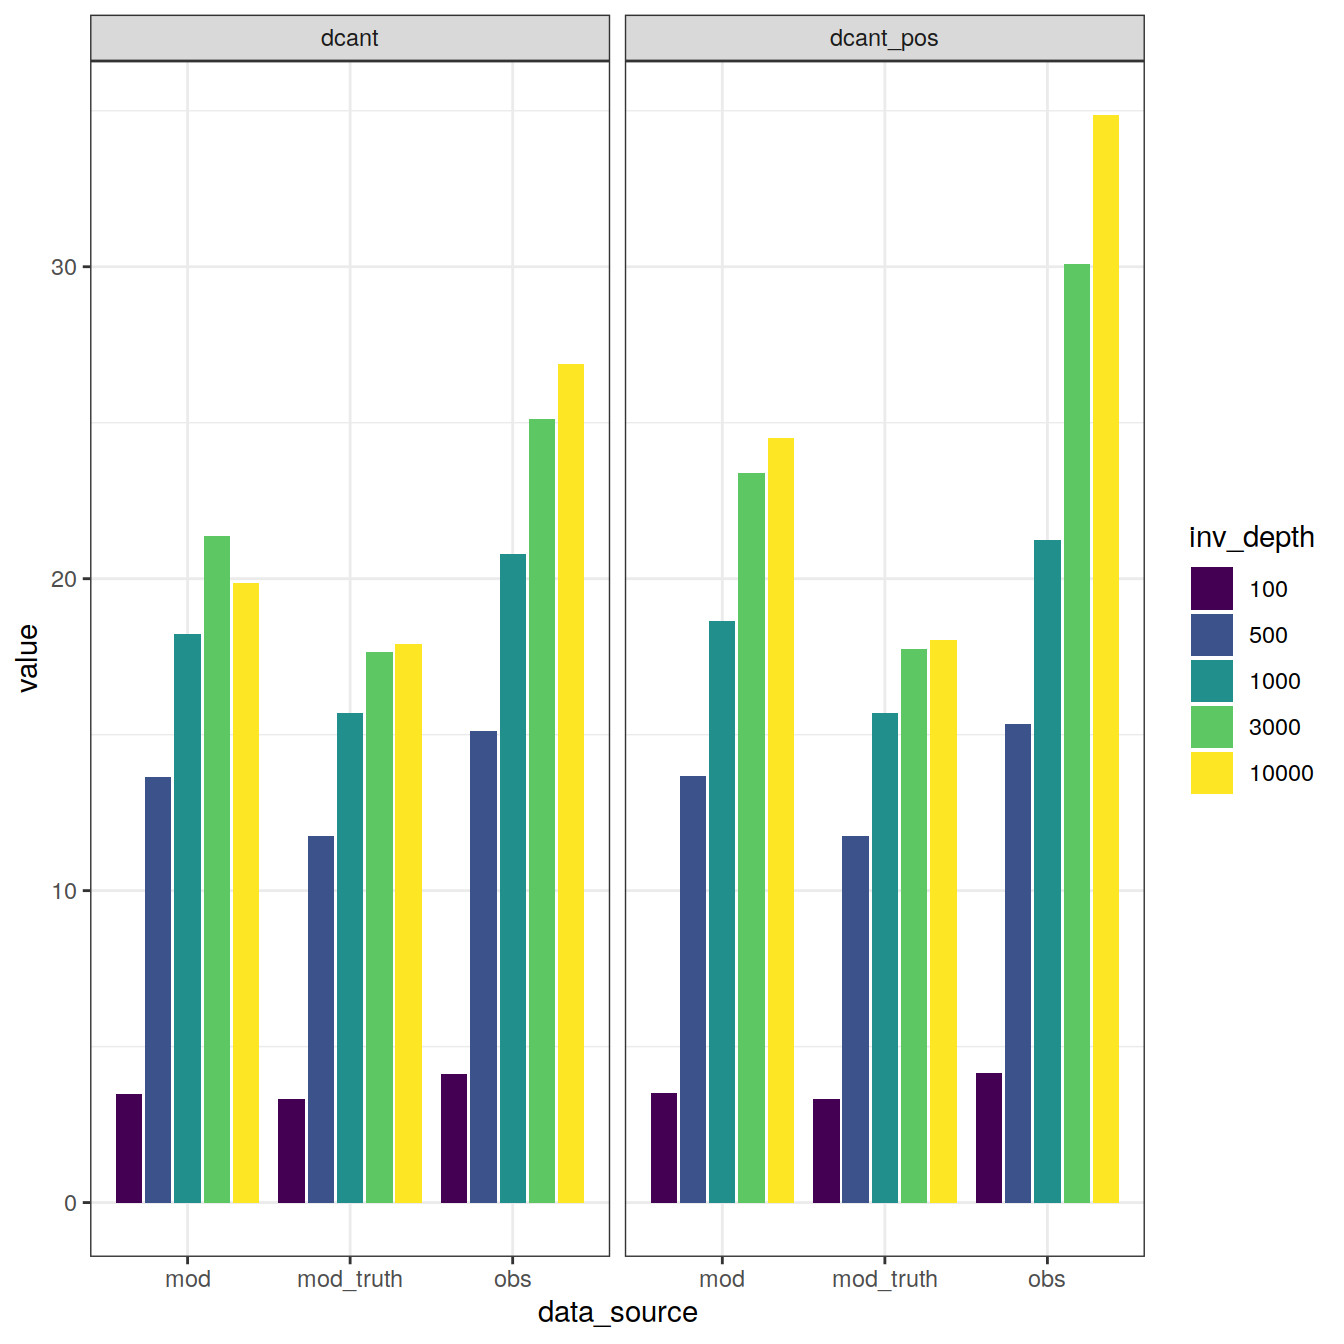 dcant
dcant_pos
value
30
20
10
0
mod
mod_truth
obs
mod
mod_truth
obs
data_source
inv_depth
100
500
1000
3000
10000